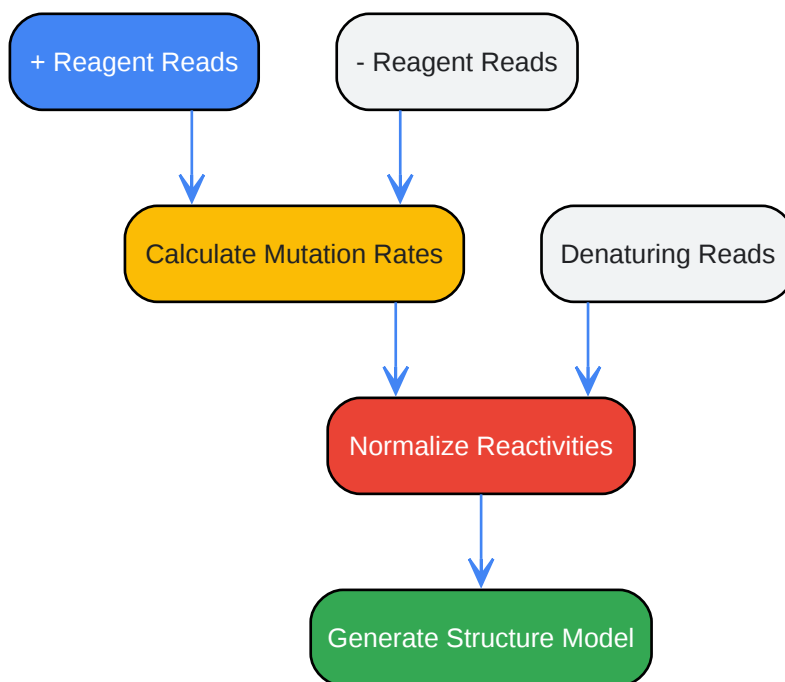 + Reagent Reads
- Reagent Reads
Calculate Mutation Rates
Denaturing Reads
Normalize Reactivities
Generate Structure Model